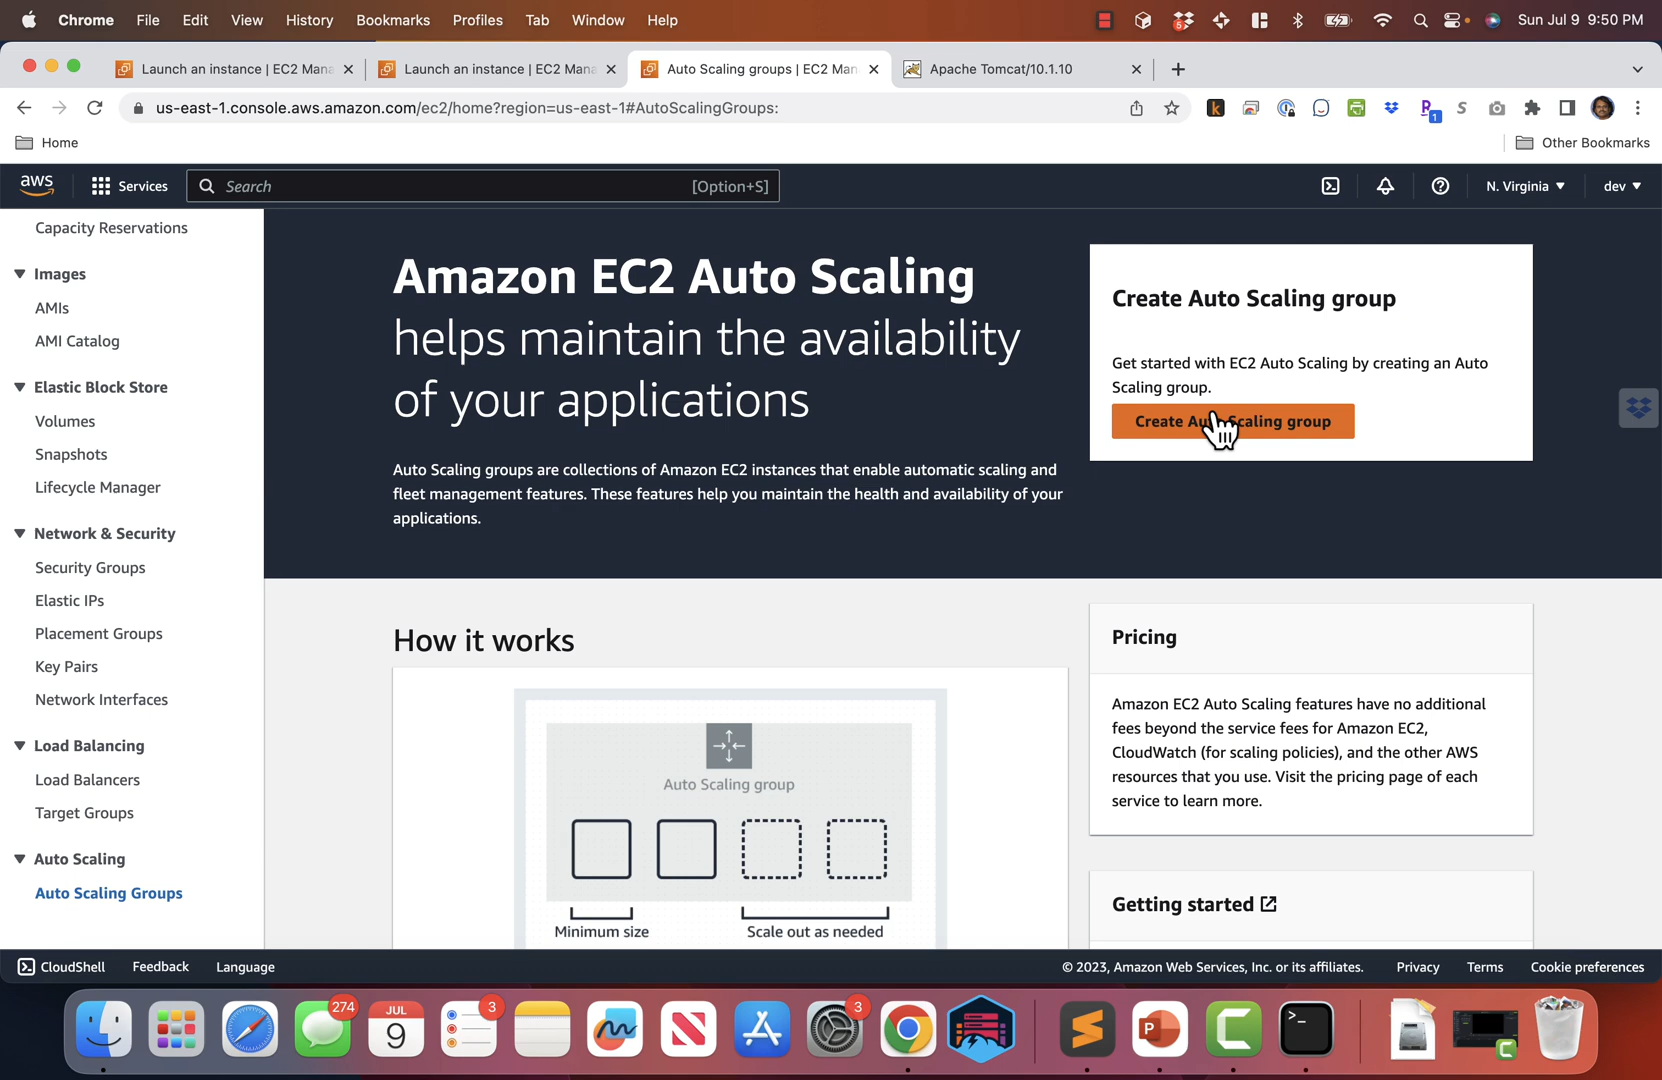 Chrome File Edit View History Bookmarks Profiles Tab Window Help
5
Sun Jul 9 9:50 PM
Launch an instance | EC2 Mana
Launch an instance | EC2 Mana
Auto Scaling groups | EC2 Man
Apache Tomcat/10.1.10
us-east-1.console.aws.amazon.com/ec2/home?region=us-east-1#AutoScalingGroups:
1
Home
Other Bookmarks
aws
Services
Search
[Option+S]
N. Virginia
dev
Capacity Reservations
Images
AMIs
AMI Catalog
Elastic Block Store
Volumes
Snapshots
Lifecycle Manager
Network & Security
Security Groups
Elastic IPs
Placement Groups
Key Pairs
Network Interfaces
Load Balancing
Load Balancers
Target Groups
Auto Scaling
Auto Scaling Groups
Amazon EC2 Auto Scaling
helps maintain the availability
of your applications
Auto Scaling groups are collections of Amazon EC2 instances that enable automatic scaling and
fleet management features. These features help you maintain the health and availability of your
applications.
Create Auto Scaling group
Get started with EC2 Auto Scaling by creating an Auto
Scaling group.
Create Auto Scaling group
How it works
Auto Scaling group
Minimum size
Scale out as needed
Pricing
Amazon EC2 Auto Scaling features have no additional
fees beyond the service fees for Amazon EC2,
CloudWatch (for scaling policies), and the other AWS
resources that you use. Visit the pricing page of each
service to learn more.
Getting started
CloudShell
Feedback
Language
© 2023, Amazon Web Services, Inc. or its affiliates.
Privacy
Terms
Cookie preferences
274
JUL
9
3
3
P